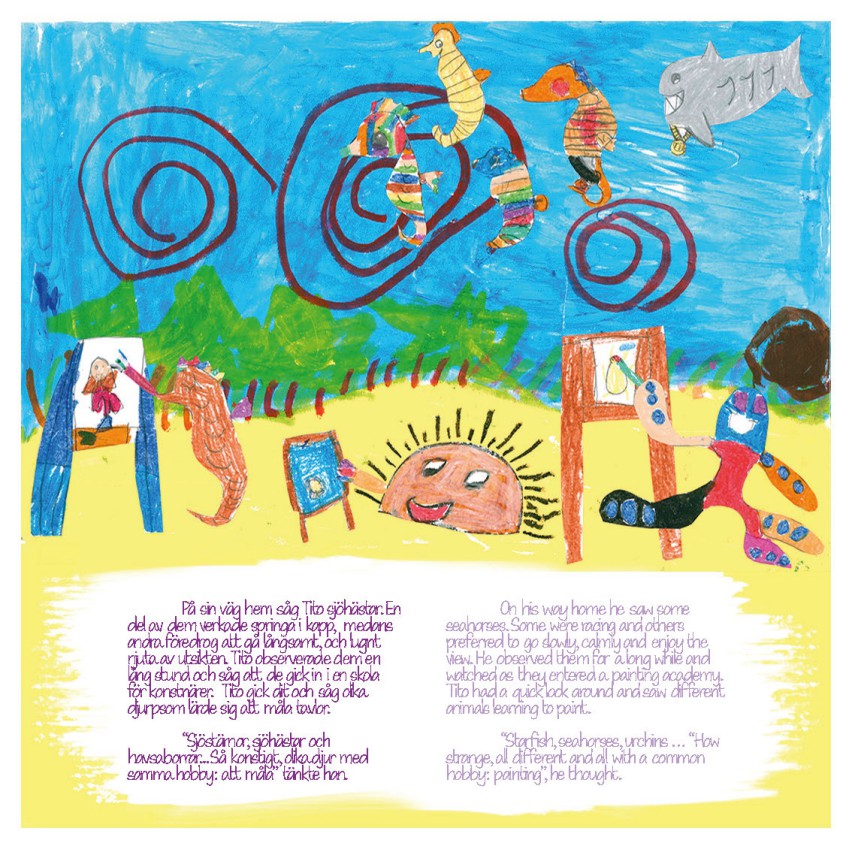 På sin väg hem såg Tito sjöhästar. En
del av dem verkade springa i kapp, medans
andra föredrog att gå långsamt, och lugnt
njuta av utsikten. Tito observerade dem en
lång stund och såg att de gick in i en skola
för konstnärer. Tito gick dit och såg olika
djurpsom lärde sig att måla tavlor.
"Sjöstärnor, sjöhästar och
havsaborrar...Så konstigt, olika djur med
samma hobby: att måla" tänkte han.
On his way home he saw some
seahorses. Some were racing and others
preferred to go slowly, calmly and enjoy the
view. He observed them for a long while and
watched as they entered a painting academy.
Tito had a quick look around and saw different
animals learning to paint.
"Starfish, seahorses, urchins ... "How
strange, all different and all with a common
hobby: painting", he thought.